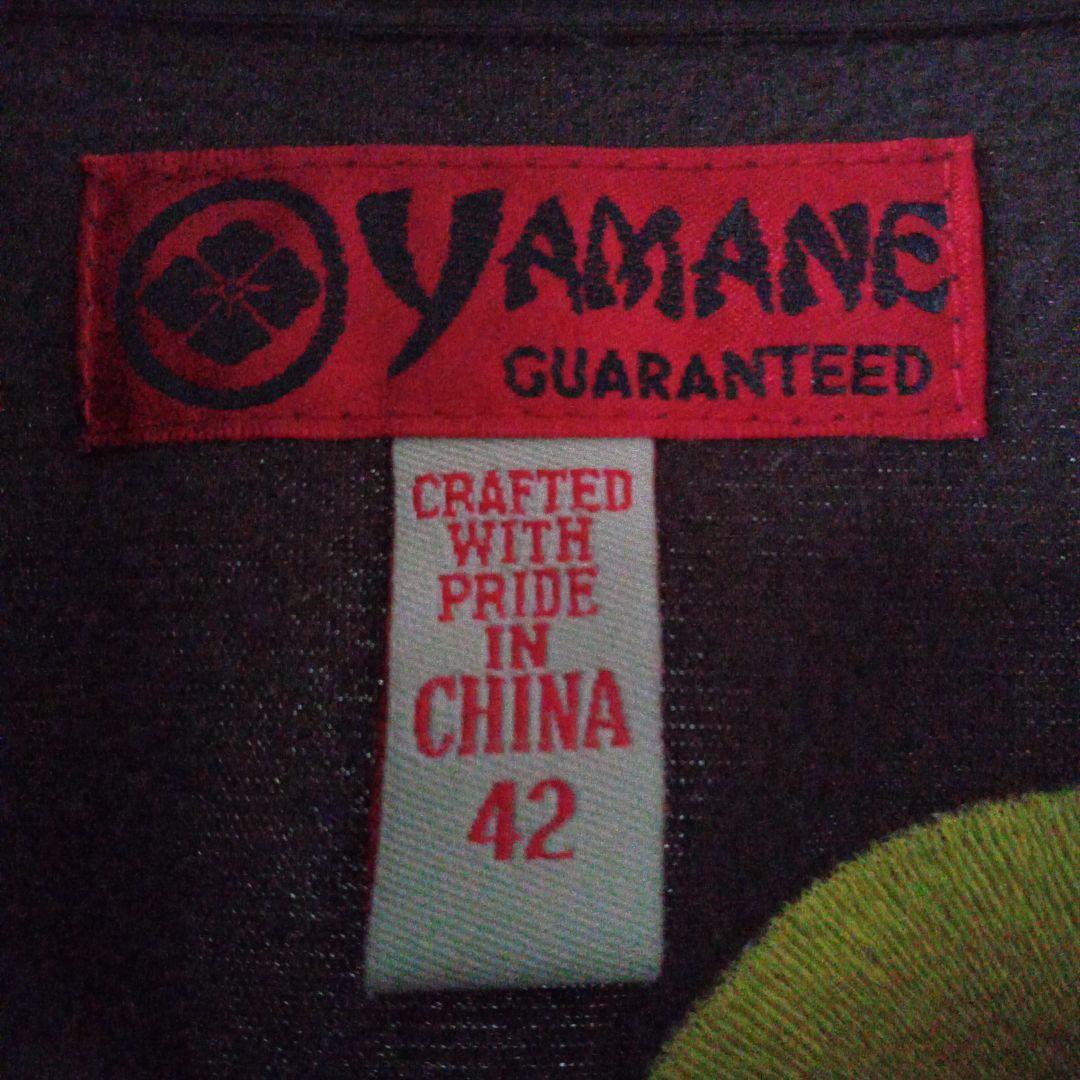 YAMANE
GUARANTEED
CRAFTED
WITH
PRIDE
IN
CHINA
42